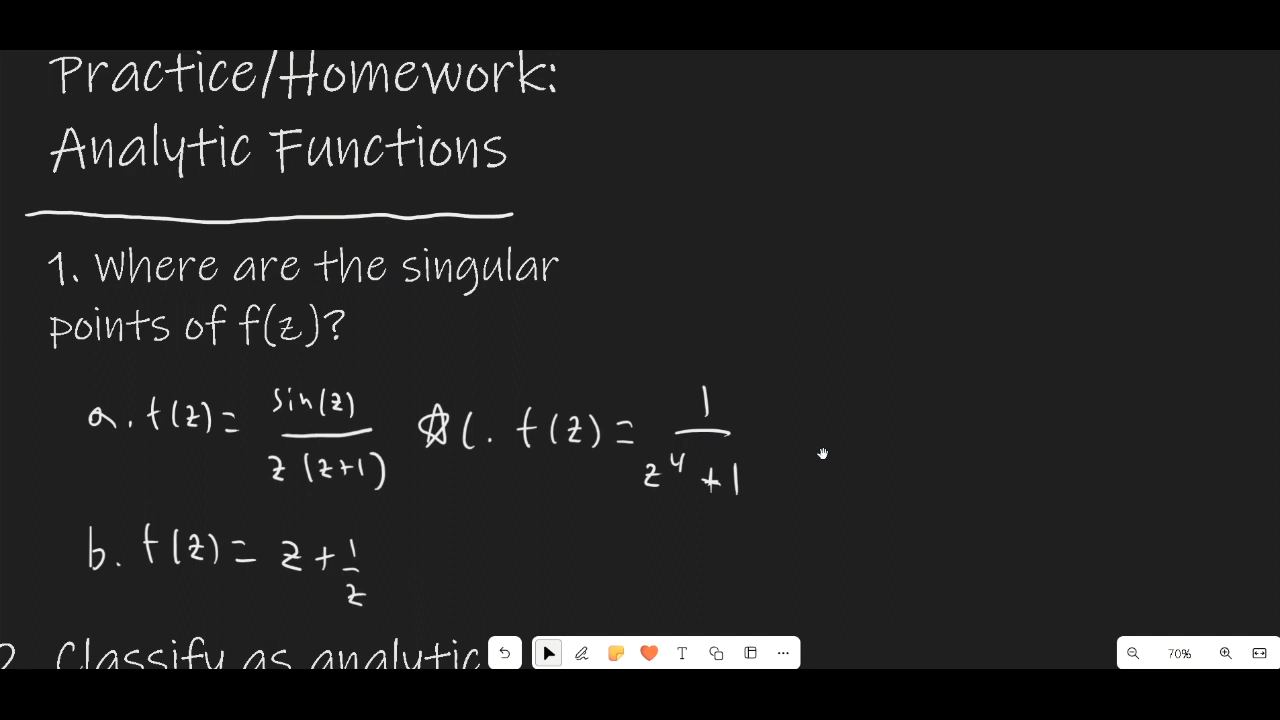 Practice/Homework:
Analytic Functions
1. Where are the singular
points of f(z)?
a. f(z) = sin(z) / z(z+1)
☆ c. f(z) = 1 / z⁴ + 1
b. f(z) = z + 1/z
2. Classify as analytic
T
70%